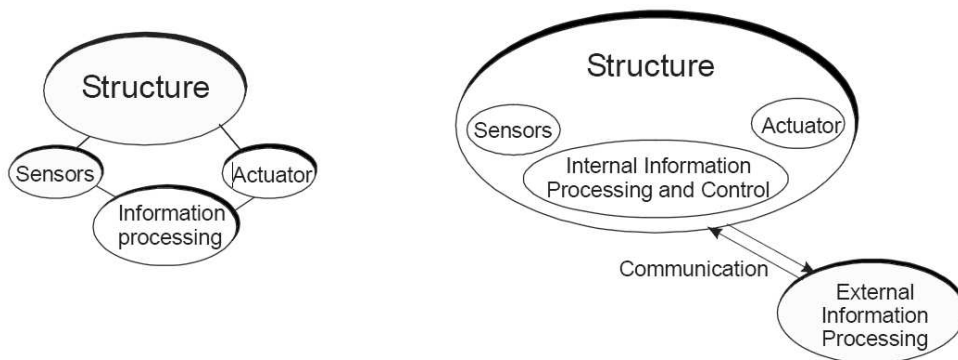 Structure
Sensors
Actuator
Information
processing
Structure
Sensors
Actuator
Internal Information
Processing and Control
Communication
External
Information
Processing